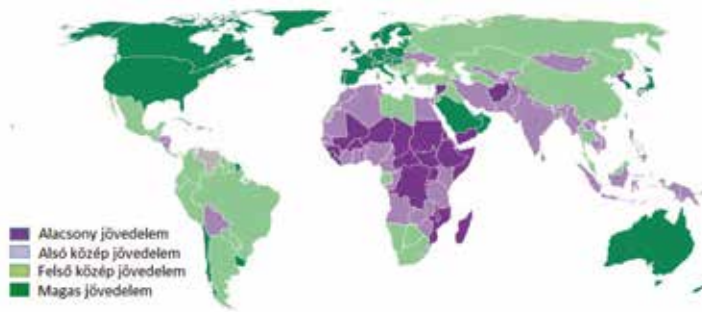 Alacsony jövedelem
Alsó közép jövedelem
Felső közép jövedelem
Magas jövedelem